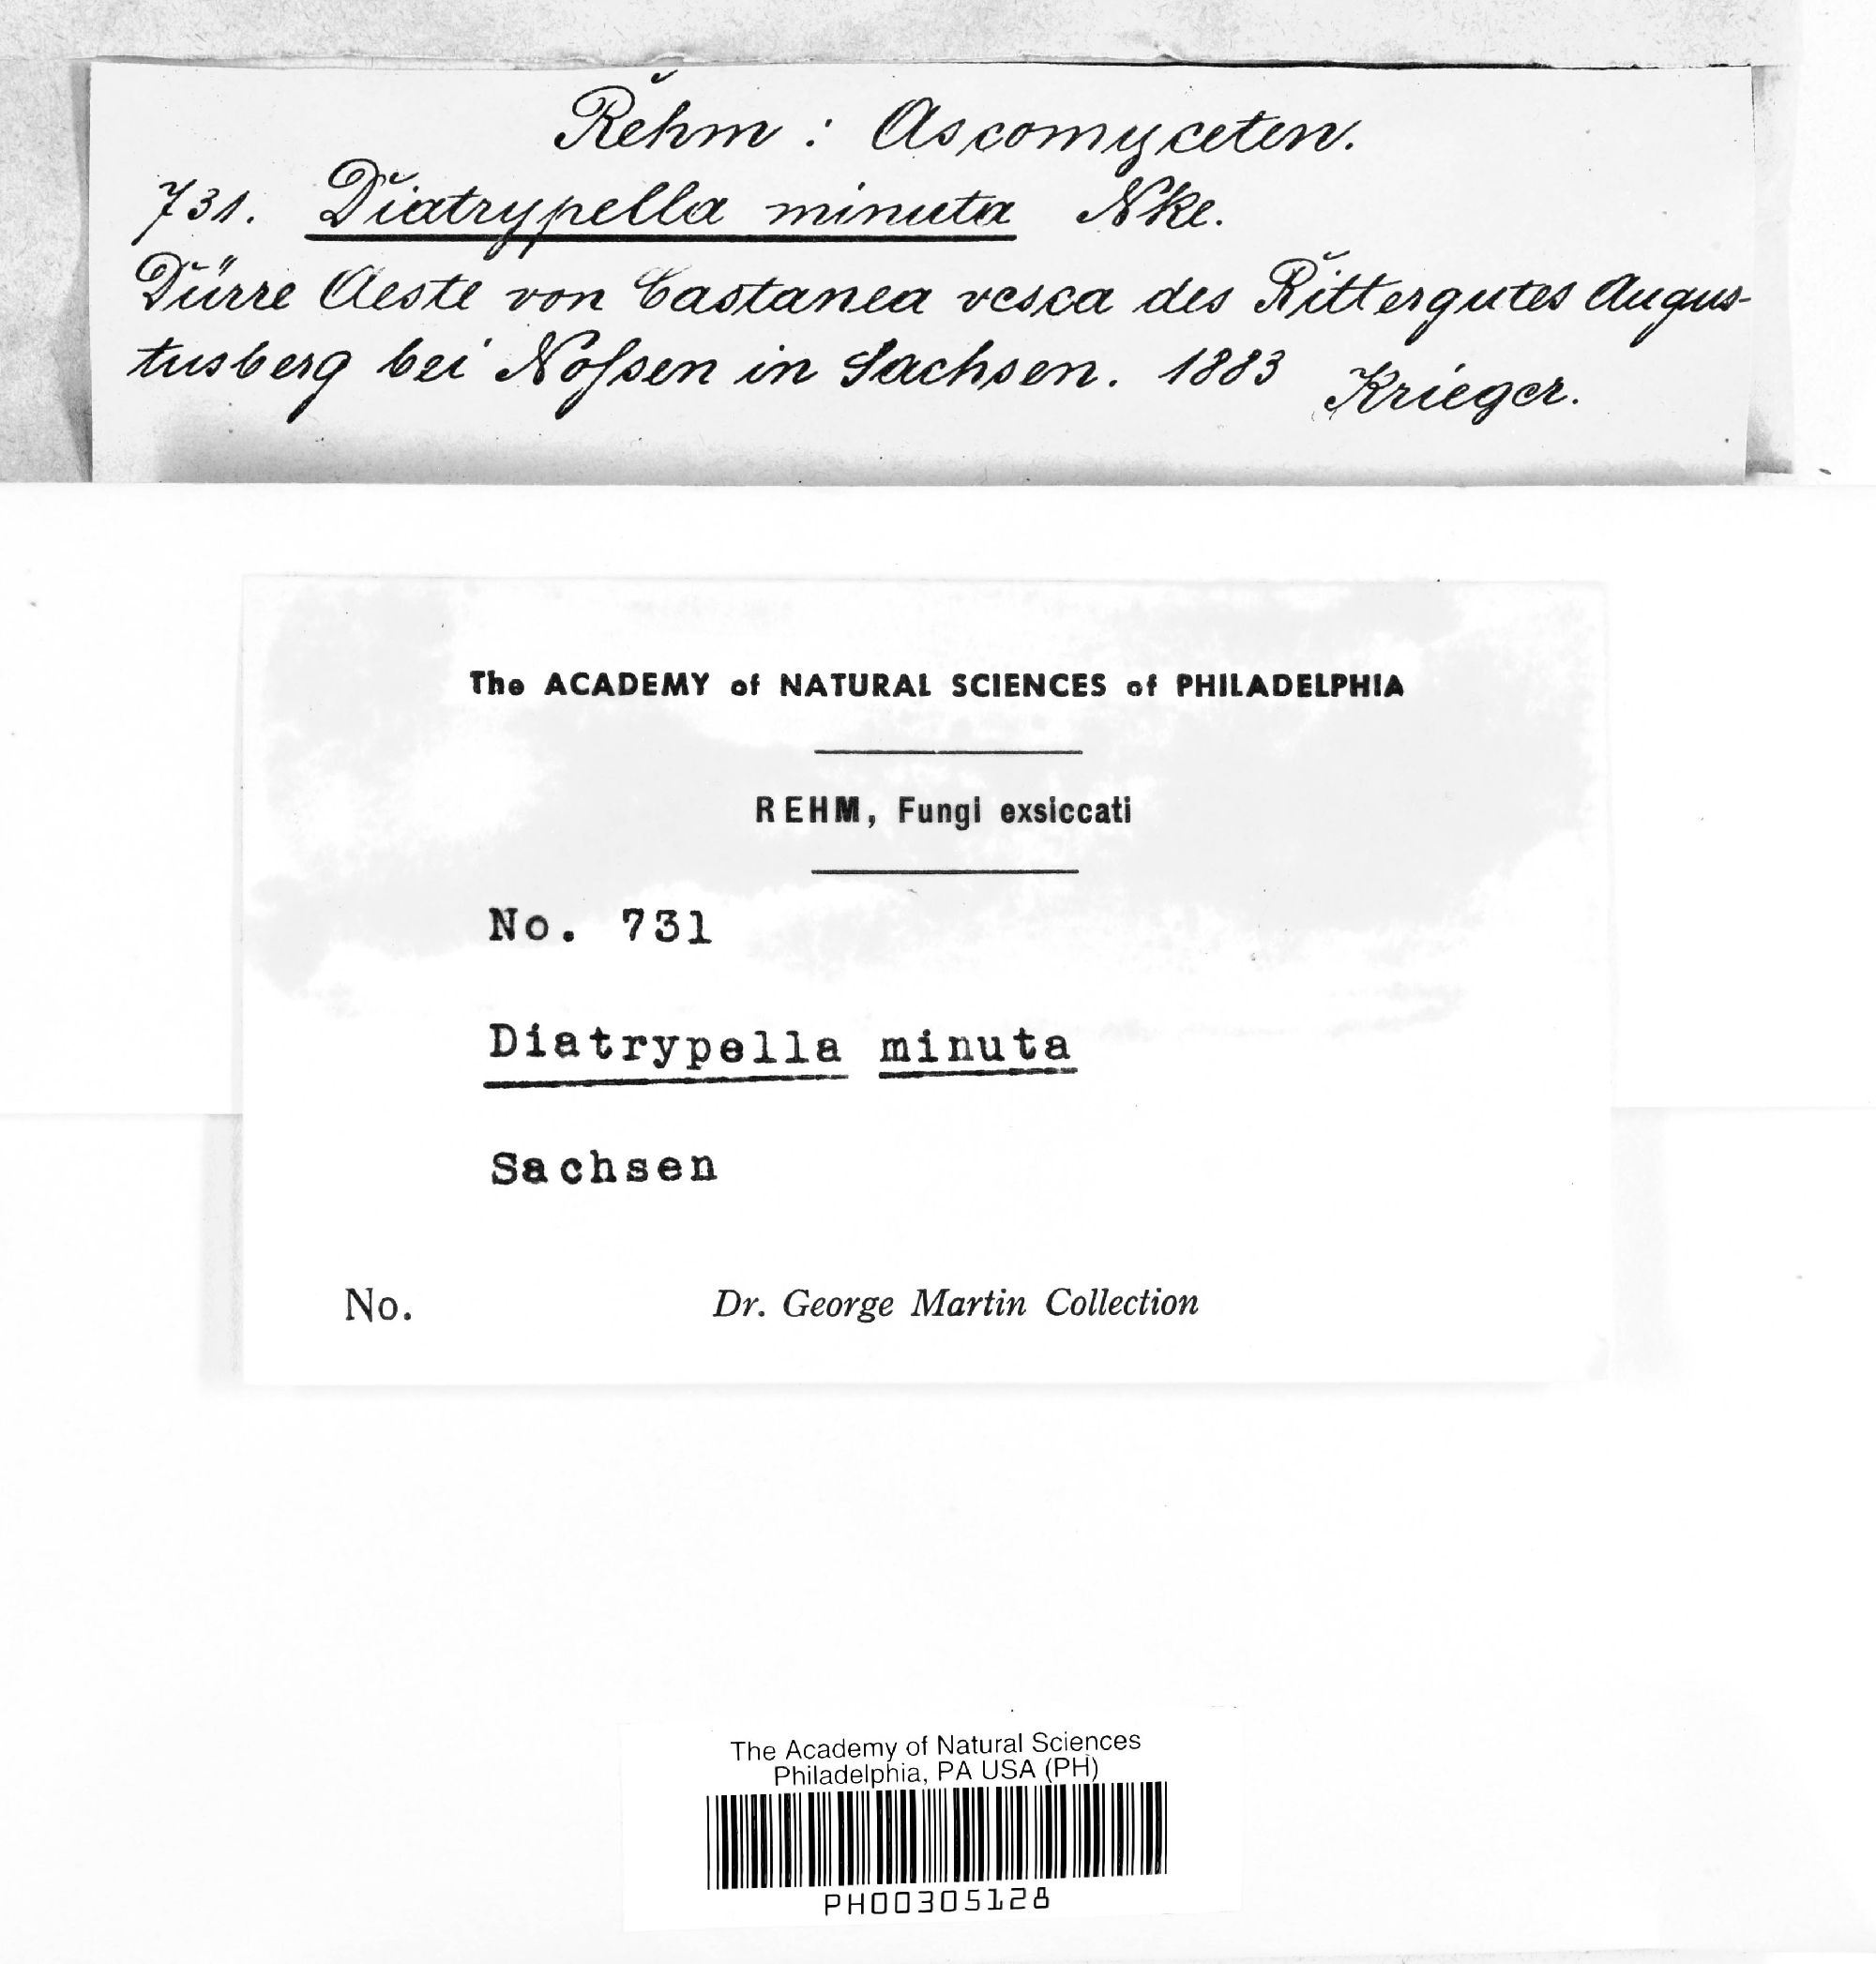 Rehm : Ascomyceten.
731. Diatrypella minuta Nke.
Dürre Aeste von Castanea vesca des Rittergutes Augus-
tusberg bei Noſsen in Sachsen. 1883 Krieger.
The ACADEMY of NATURAL SCIENCES of PHILADELPHIA
REHM, Fungi exsiccati
No. 731
Diatrypella minuta
Sachsen
No. Dr. George Martin Collection
The Academy of Natural Sciences
Philadelphia, PA USA (PH)
PH00305128